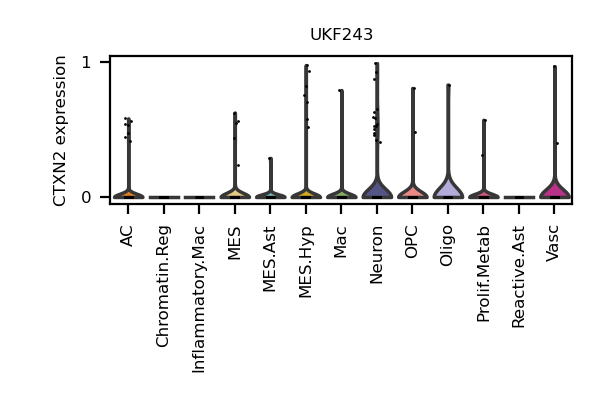 UKF243
CTXN2 expression
1
0
AC
Chromatin.Reg
Inflammatory.Mac
MES
MES.Ast
MES.Hyp
Mac
Neuron
OPC
Oligo
Prolif.Metab
Reactive.Ast
Vasc